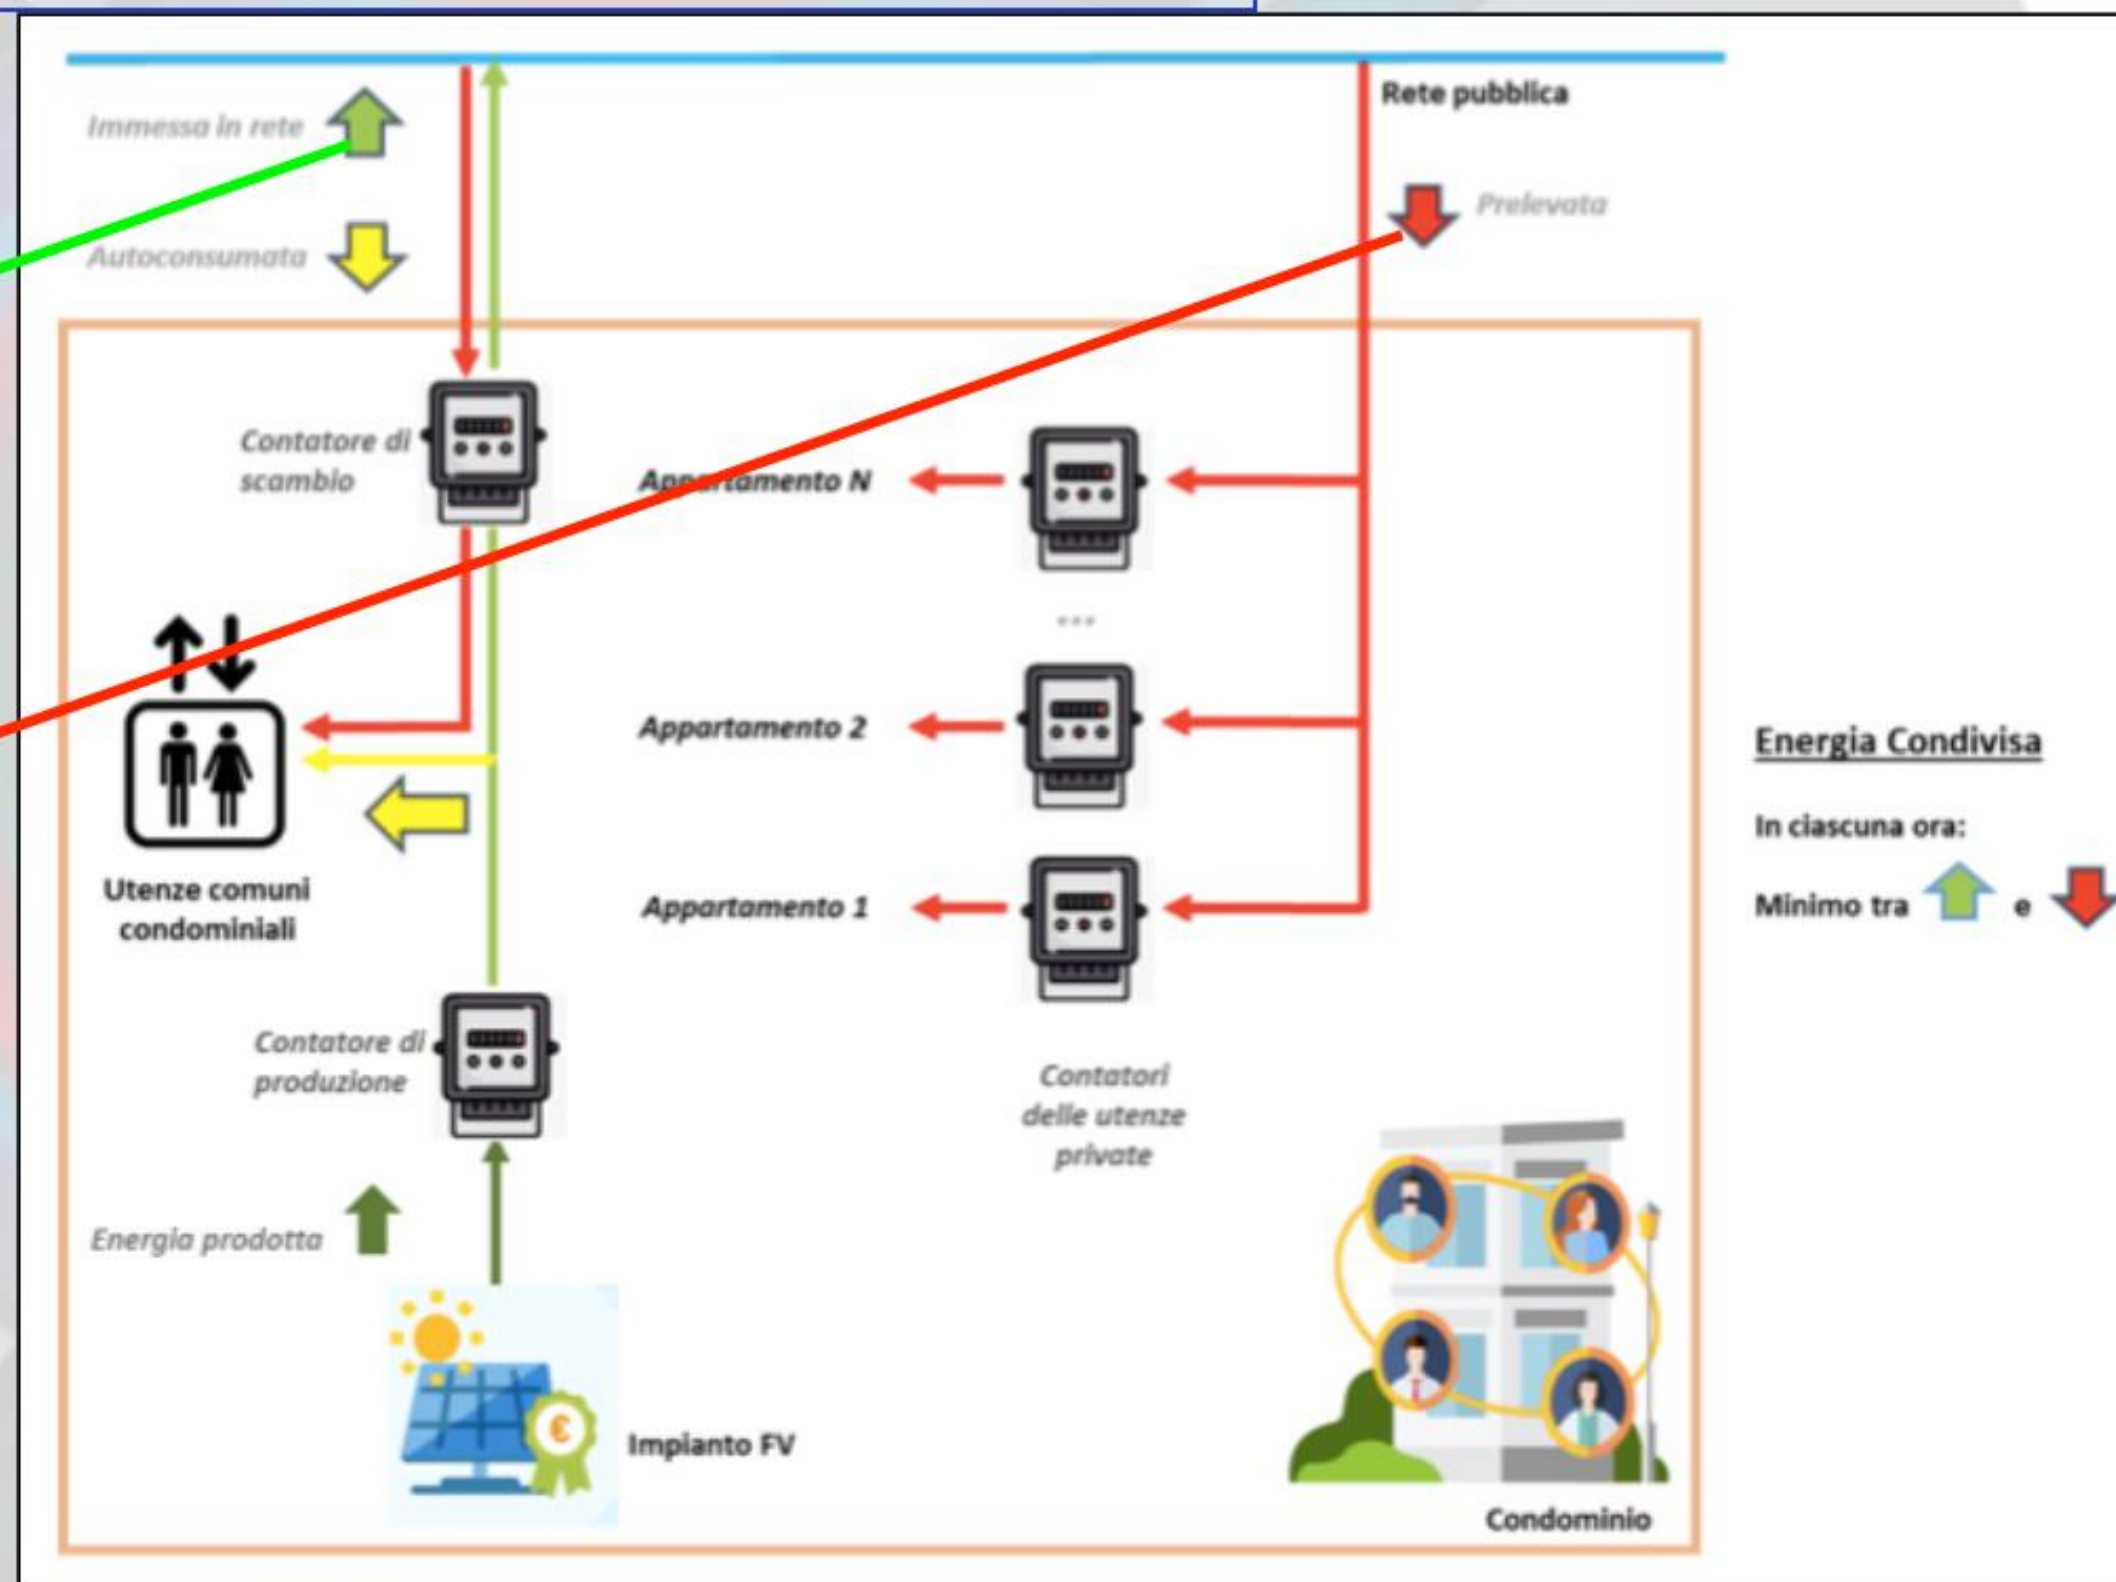 Rete pubblica
Immessa in rete
Prelevata
Autoconsumata
Contatore di
scambio
Appartamento N
...
Appartamento 2
Energia Condivisa
In ciascuna ora:
Minimo tra e
Utenze comuni
condominiali
Appartamento 1
Contatore di
produzione
Contatori
delle utenze
private
Energia prodotta
€
Impianto FV
Condominio